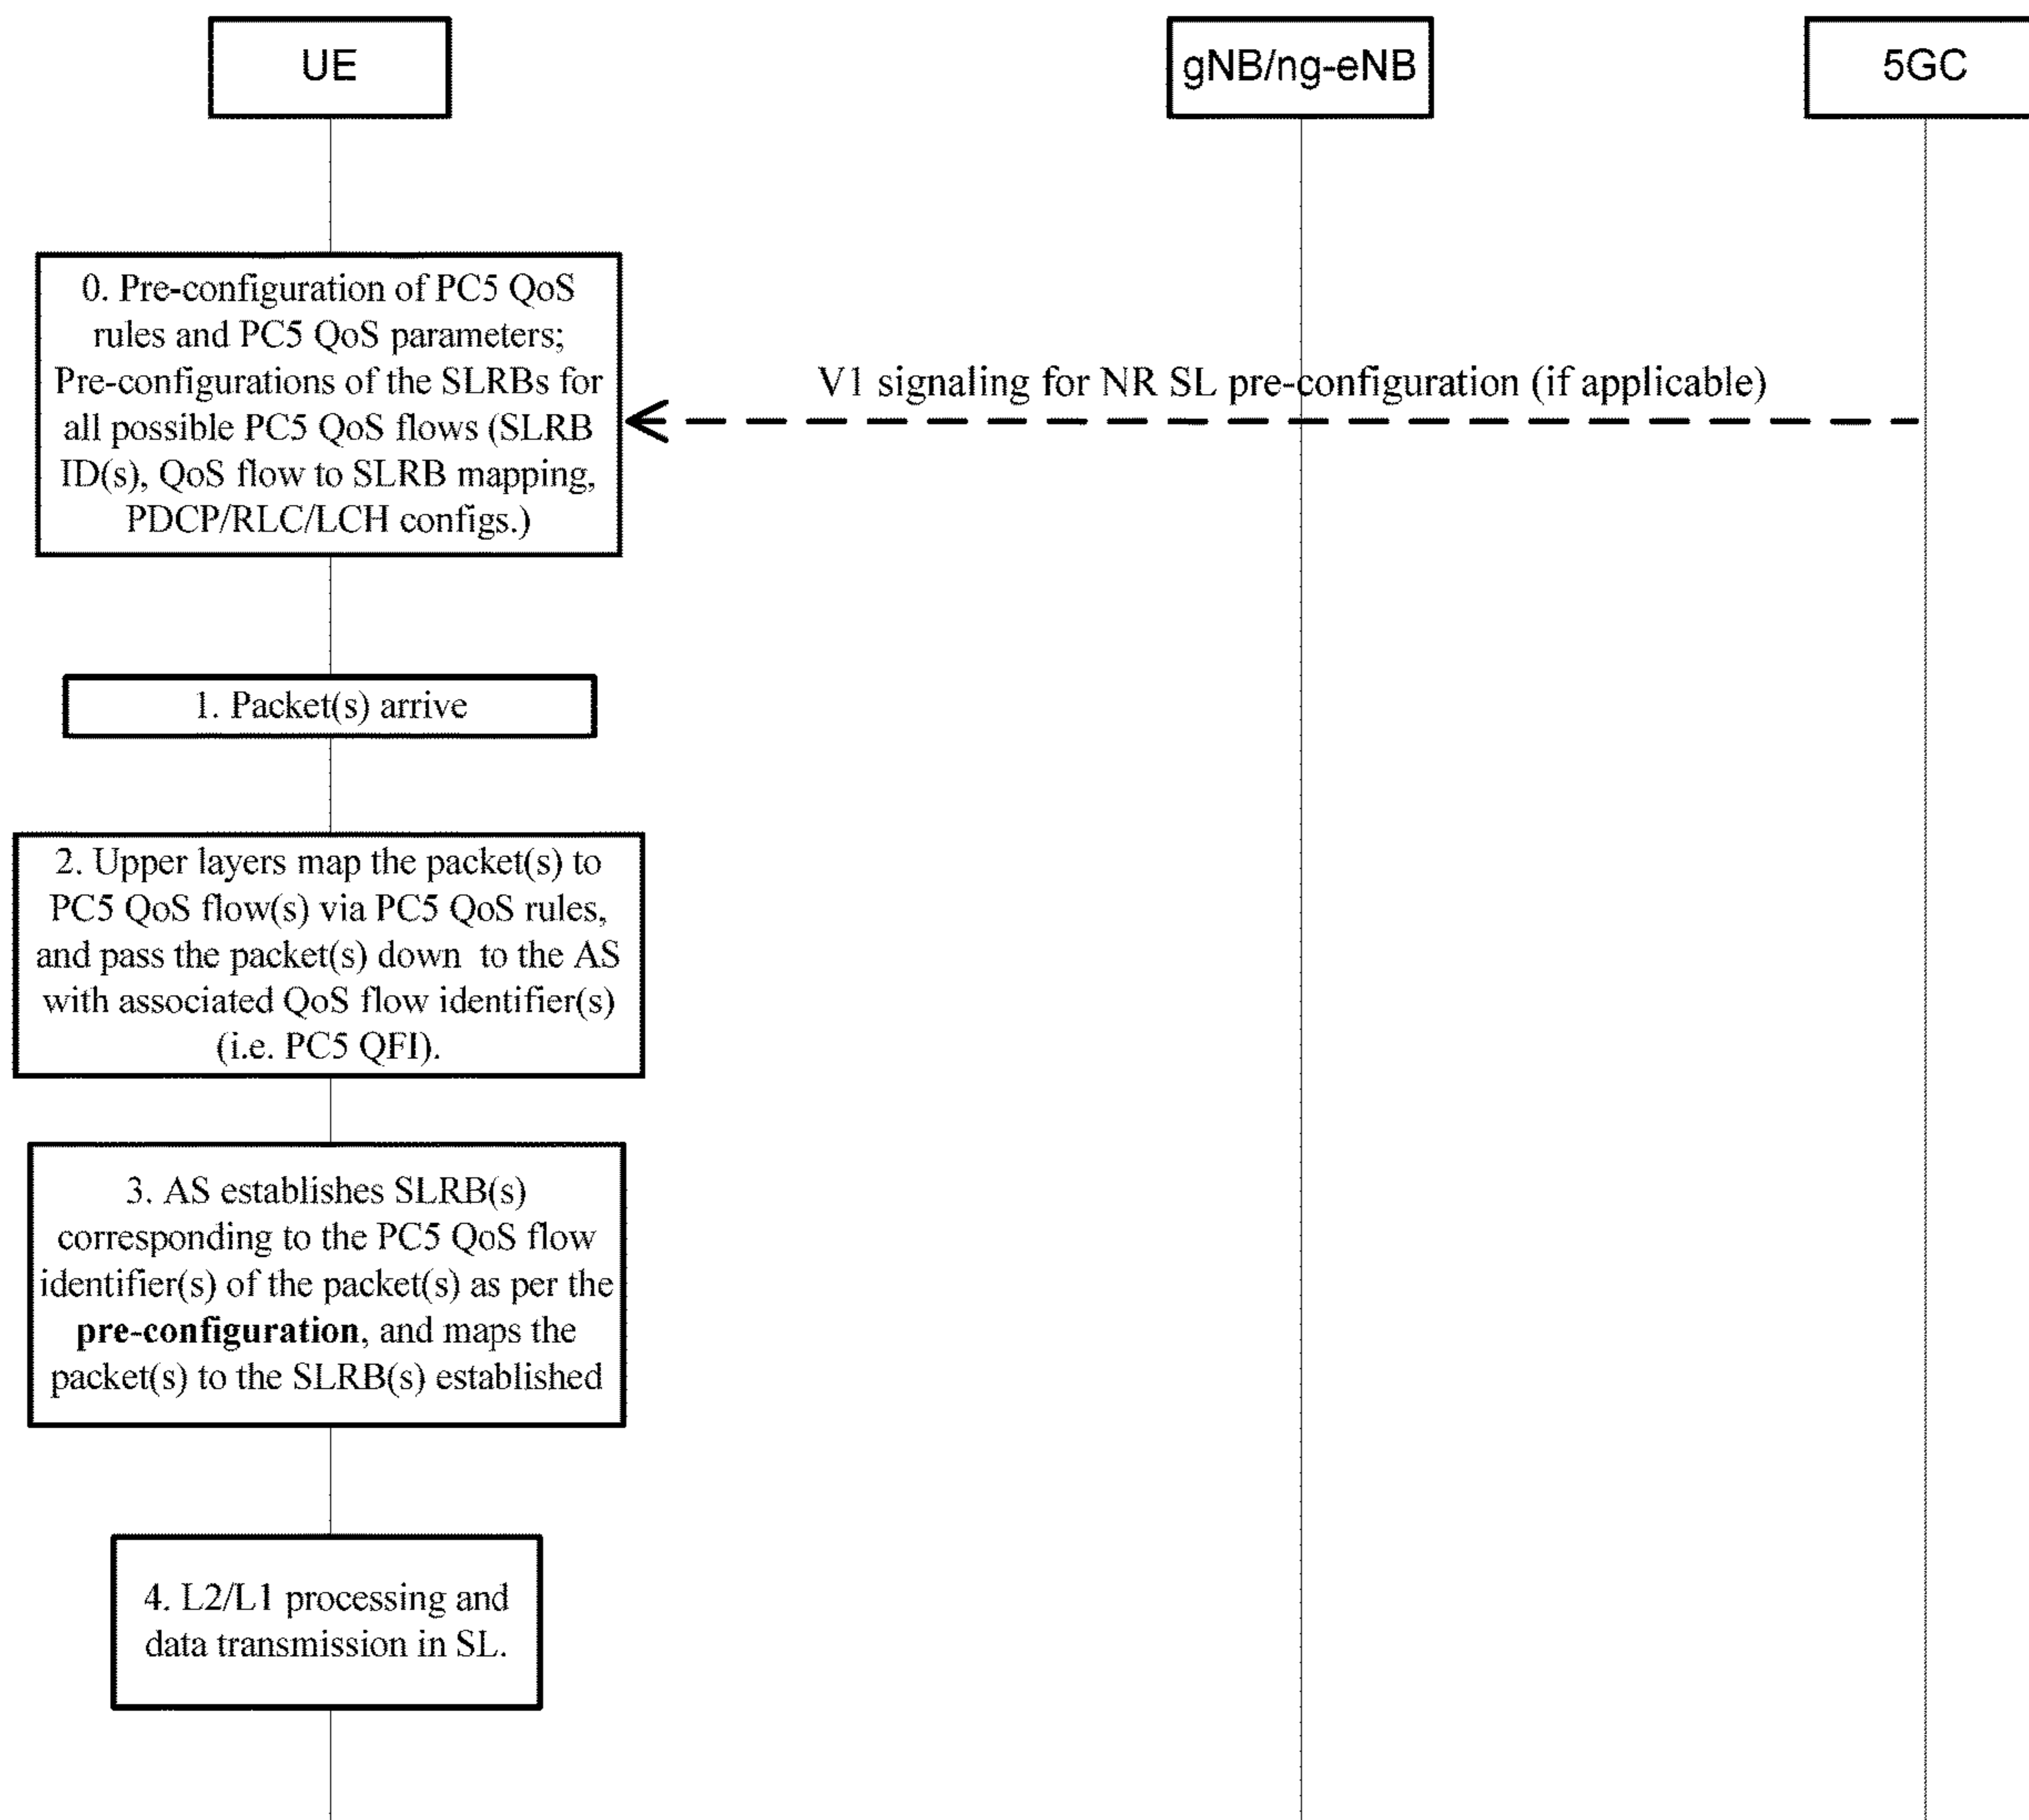 UE
gNB/ng-eNB
5GC
0. Pre-configuration of PC5 QoS
rules and PC5 QoS parameters;
Pre-configurations of the SLRBs for
all possible PC5 QoS flows (SLRB
ID(s), QoS flow to SLRB mapping,
PDCP/RLC/LCH configs.)
V1 signaling for NR SL pre-configuration (if applicable)
1. Packet(s) arrive
2. Upper layers map the packet(s) to
PC5 QoS flow(s) via PC5 QoS rules,
and pass the packet(s) down to the AS
with associated QoS flow identifier(s)
(i.e. PC5 QFI).
3. AS establishes SLRB(s)
corresponding to the PC5 QoS flow
identifier(s) of the packet(s) as per the
pre-configuration, and maps the
packet(s) to the SLRB(s) established
4. L2/L1 processing and
data transmission in SL.